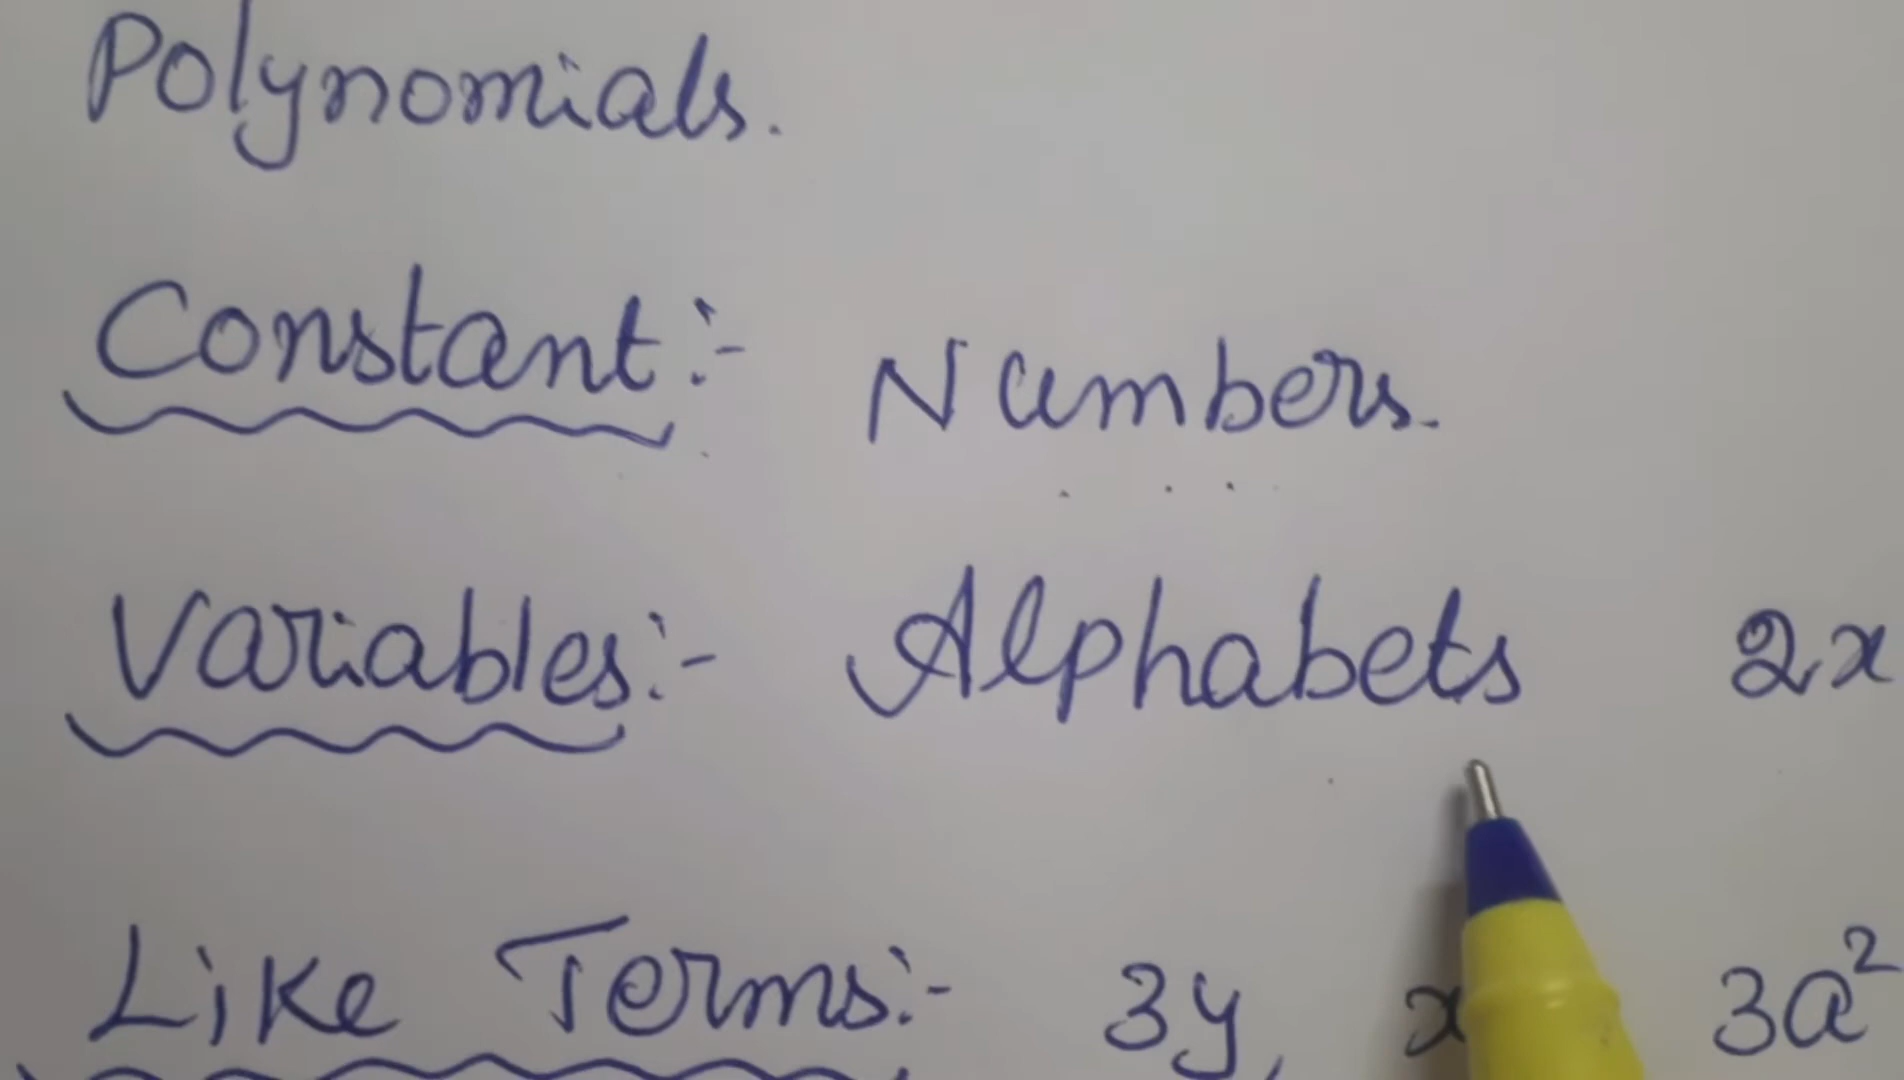 Polynomials.
Constant :- Numbers.
Variables :- Alphabets 2x
Like Terms :- 3y, x 3a²